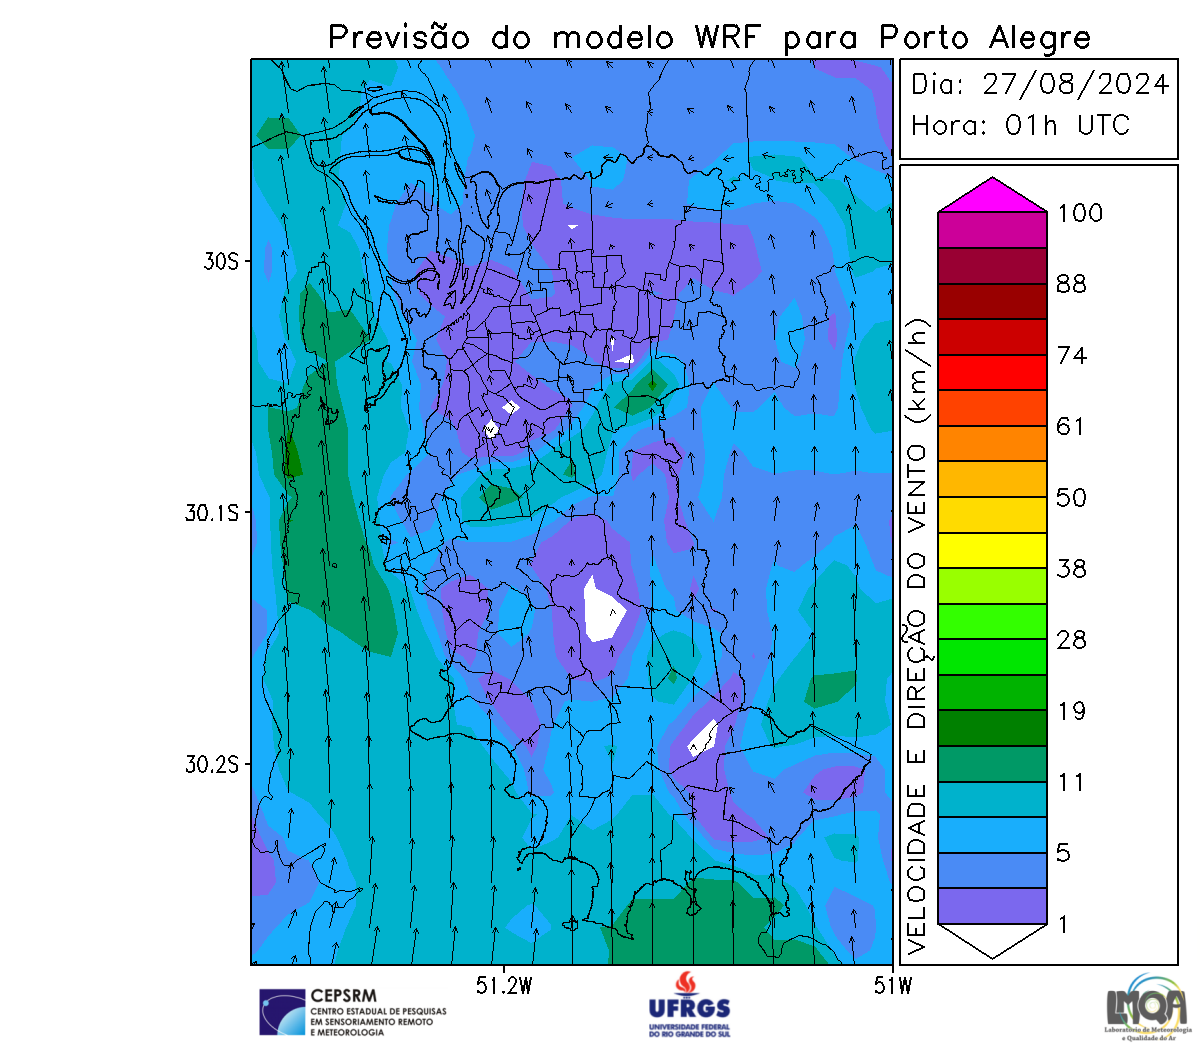 Previsão do modelo WRF para Porto Alegre
Dia: 27/08/2024
Hora: 01h UTC
100
88
74
61
50
38
28
19
11
5
1
VELOCIDADE E DIREÇÃO DO VENTO (km/h)
30S
30.1S
30.2S
51.2W
51W
CEPSRM
CENTRO ESTADUAL DE PESQUISAS
EM SENSORIAMENTO REMOTO
E METEOROLOGIA
UFRGS
UNIVERSIDADE FEDERAL
DO RIO GRANDE DO SUL
LMQA
Laboratório de Meteorologia
e Qualidade do Ar